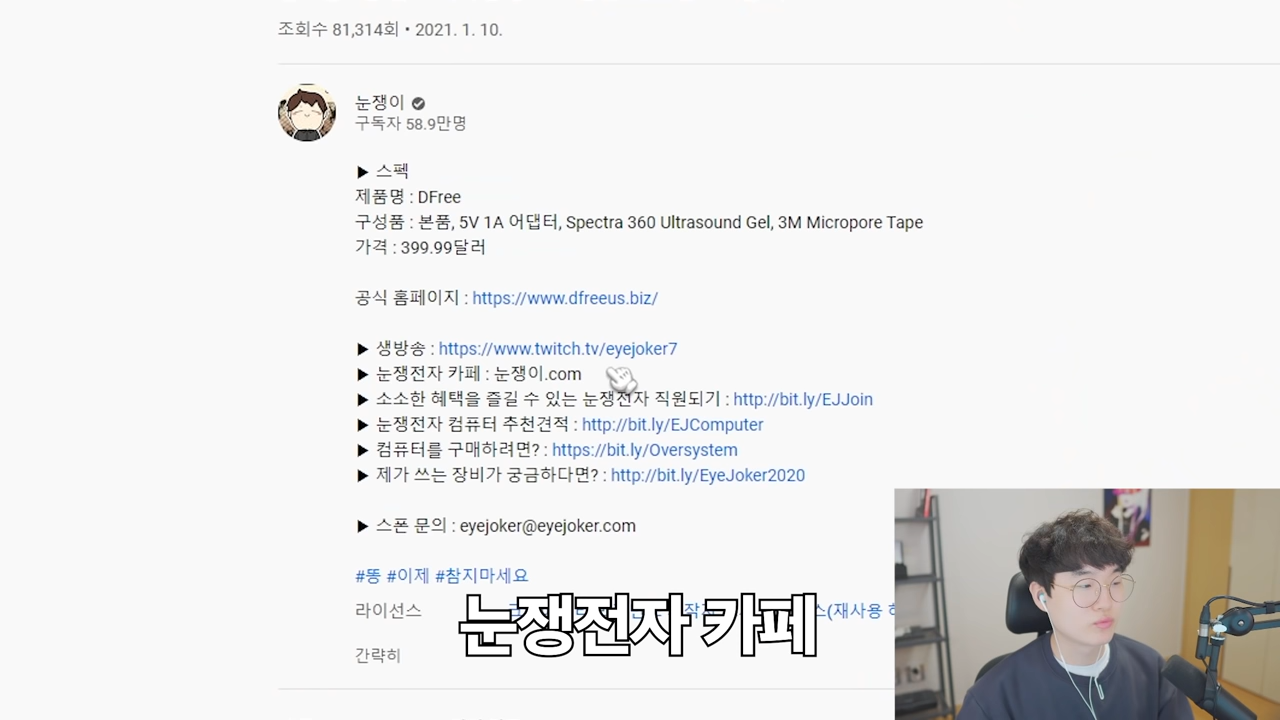 조회수 81,314회 • 2021. 1. 10.
눈쟁이
구독자 58.9만명
▶ 스펙
제품명 : DFree
구성품 : 본품, 5V 1A 어댑터, Spectra 360 Ultrasound Gel, 3M Micropore Tape
가격 : 399.99달러
공식 홈페이지 : https://www.dfreeus.biz/
▶ 생방송 : https://www.twitch.tv/eyejoker7
▶ 눈쟁전자 카페 : 눈쟁이.com
▶ 소소한 혜택을 즐길 수 있는 눈쟁전자 직원되기 : http://bit.ly/EJJoin
▶ 눈쟁전자 컴퓨터 추천견적 : http://bit.ly/EJComputer
▶ 컴퓨터를 구매하려면? : https://bit.ly/Oversystem
▶ 제가 쓰는 장비가 궁금하다면? : http://bit.ly/EyeJoker2020
▶ 스폰 문의 : eyejoker@eyejoker.com
#똥 #이제 #참지마세요
라이선스
눈쟁전자 카페
간략히